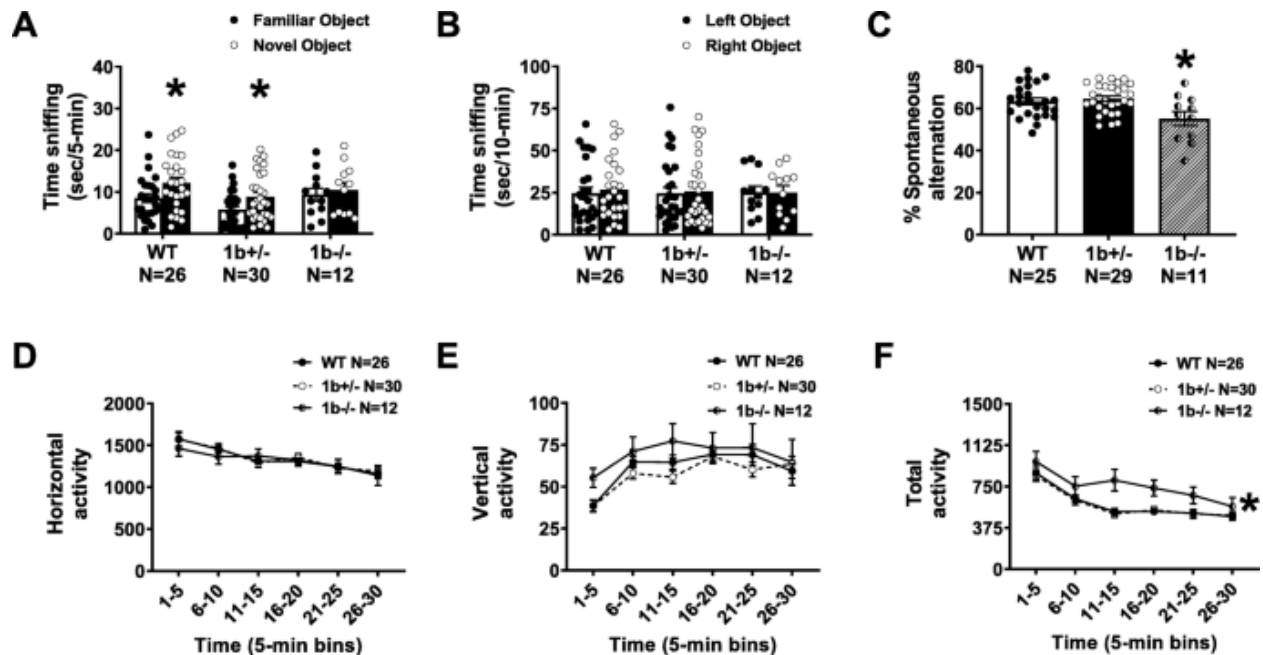 A
Familiar Object
Novel Object
Time sniffing
(sec/5-min)
40
30
20
10
0
*
*
WT
N=26
1b+/-
N=30
1b-/-
N=12
B
Left Object
Right Object
Time sniffing
(sec/10-min)
100
75
50
25
0
WT
N=26
1b+/-
N=30
1b-/-
N=12
C
% Spontaneous
alternation
80
60
40
20
0
*
WT
N=25
1b+/-
N=29
1b-/-
N=11
D
WT N=26
1b+/- N=30
1b-/- N=12
Horizontal
activity
2000
1500
1000
500
0
1-5
6-10
11-15
16-20
21-25
26-30
Time (5-min bins)
E
WT N=26
1b+/- N=30
1b-/- N=12
Vertical
activity
100
75
50
25
0
1-5
6-10
11-15
16-20
21-25
26-30
Time (5-min bins)
F
WT N=26
1b+/- N=30
1b-/- N=12
Total
activity
1500
1125
750
375
0
*
1-5
6-10
11-15
16-20
21-25
26-30
Time (5-min bins)